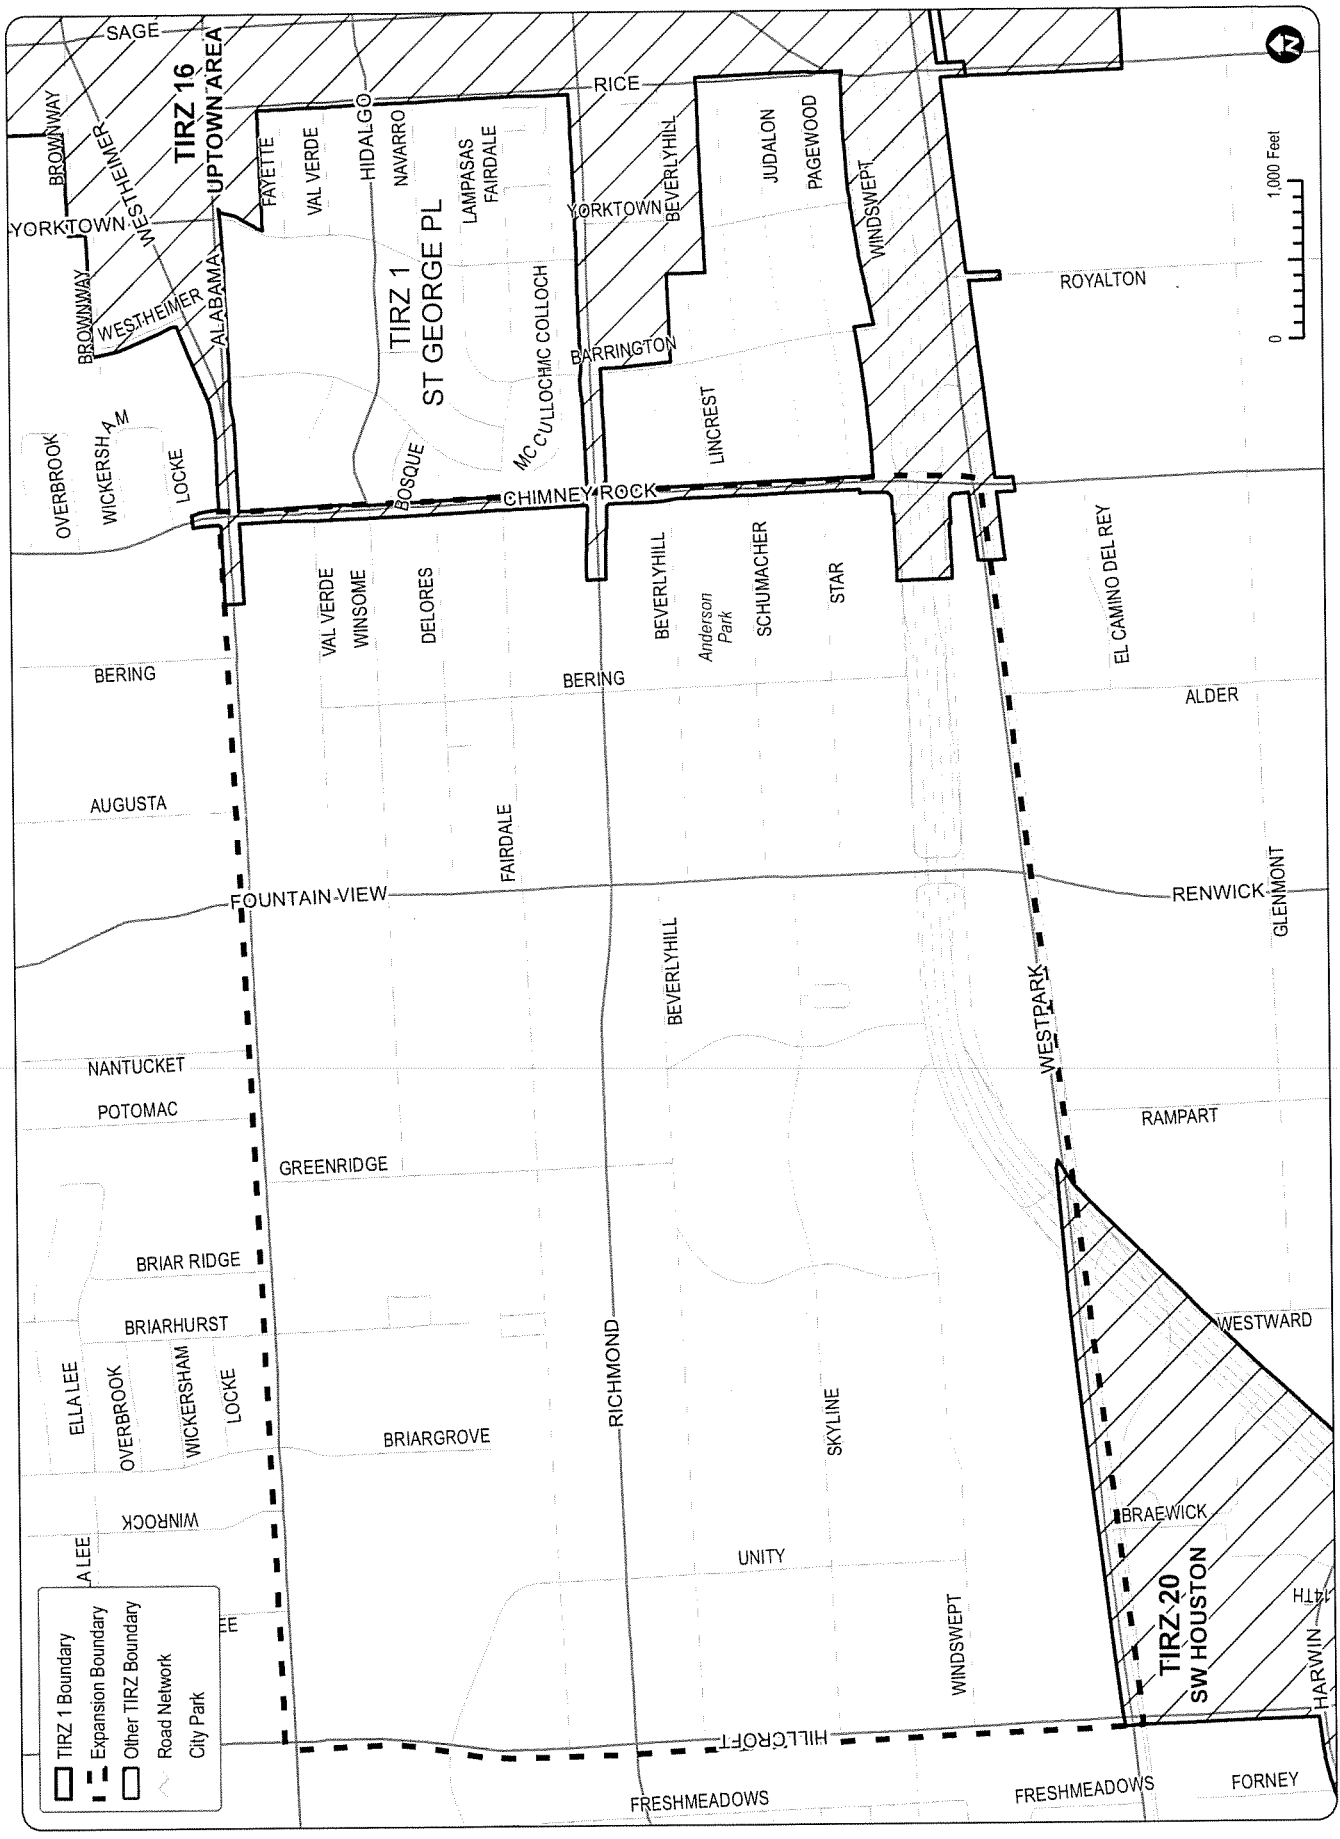 SAGE
TIRZ 16
UPTOWN AREA
BROWNWAY
WESTHEIMER
YORKTOWN
BROWNWAY
WESTHEIMER
ALABAMA
FAYETTE
VAL VERDE
HIDALGO
NAVARRO
LAMPASAS
FAIRDALE
RICE
BEVERLYHILL
JUDALON
PAGEWOOD
WINDSWEPT
YORKTOWN
TIRZ 1
ST GEORGE PL
MCCULLOCH
MC COLLOCH
BARRINGTON
ROYALTON
N
0
1,000 Feet
OVERBROOK
WICKERSHAM
LOCKE
BOSQUE
LINCREST
CHIMNEY ROCK
VAL VERDE
WINSOME
DELORES
BEVERLYHILL
Anderson
Park
SCHUMACHER
STAR
EL CAMINO DEL REY
BERING
BERING
ALDER
AUGUSTA
FAIRDALE
FOUNTAIN VIEW
RENWICK
GLENMONT
BEVERLYHILL
WESTPARK
NANTUCKET
POTOMAC
RAMPART
GREENRIDGE
BRIAR RIDGE
BRIARHURST
WESTWARD
ELLA LEE
OVERBROOK
WICKERSHAM
LOCKE
RICHMOND
SKYLINE
BRIARGROVE
WINROCK
BRAEWICK
UNITY
A LEE
EE
WINDSWEPT
TIRZ 20
SW HOUSTON
14TH
HARWIN
HILLCROFT
FRESHMEADOWS
FRESHMEADOWS
FORNEY
TIRZ 1 Boundary
Expansion Boundary
Other TIRZ Boundary
Road Network
City Park